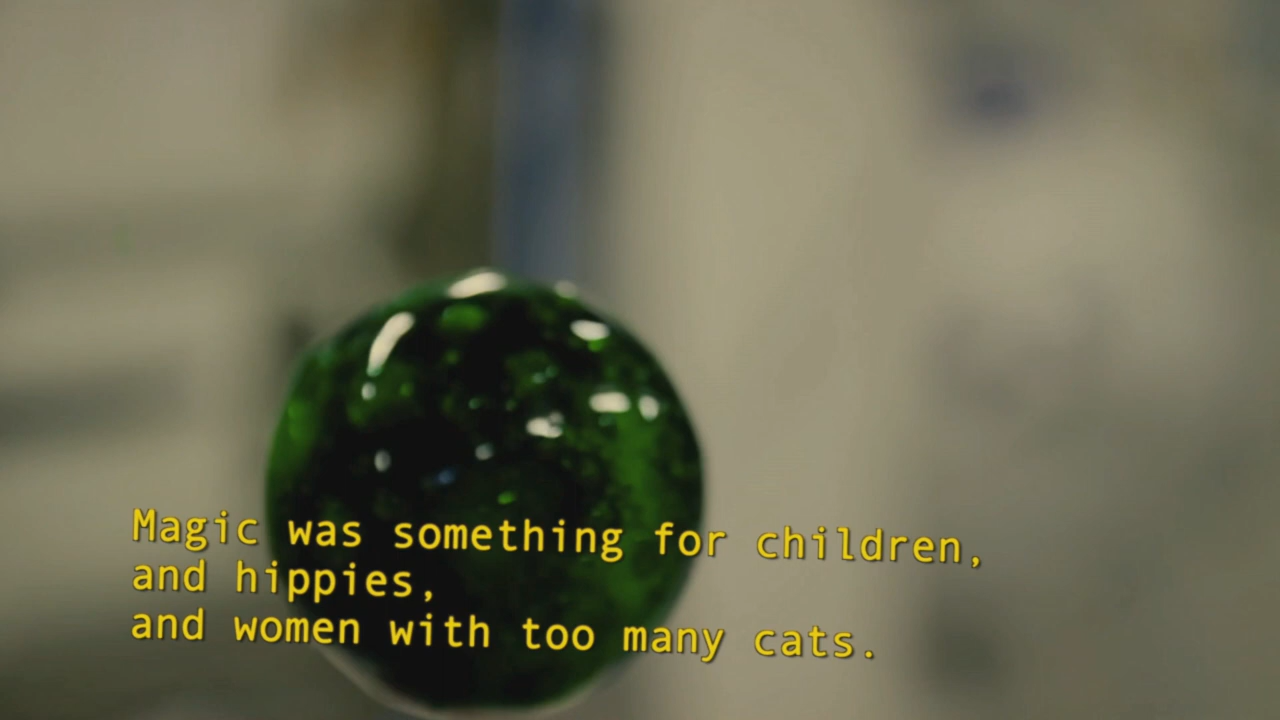 Magic was something for children,
and hippies,
and women with too many cats.